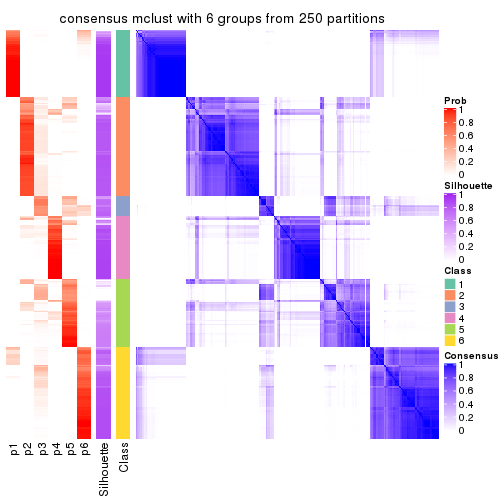 consensus mclust with 6 groups from 250 partitions
Prob
1
0.8
0.6
0.4
0.2
0
Silhouette
1
0.8
0.6
0.4
0.2
0
Class
1
2
3
4
5
6
Consensus
1
0.8
0.6
0.4
0.2
0
p1
p2
p3
p4
p5
p6
Silhouette
Class